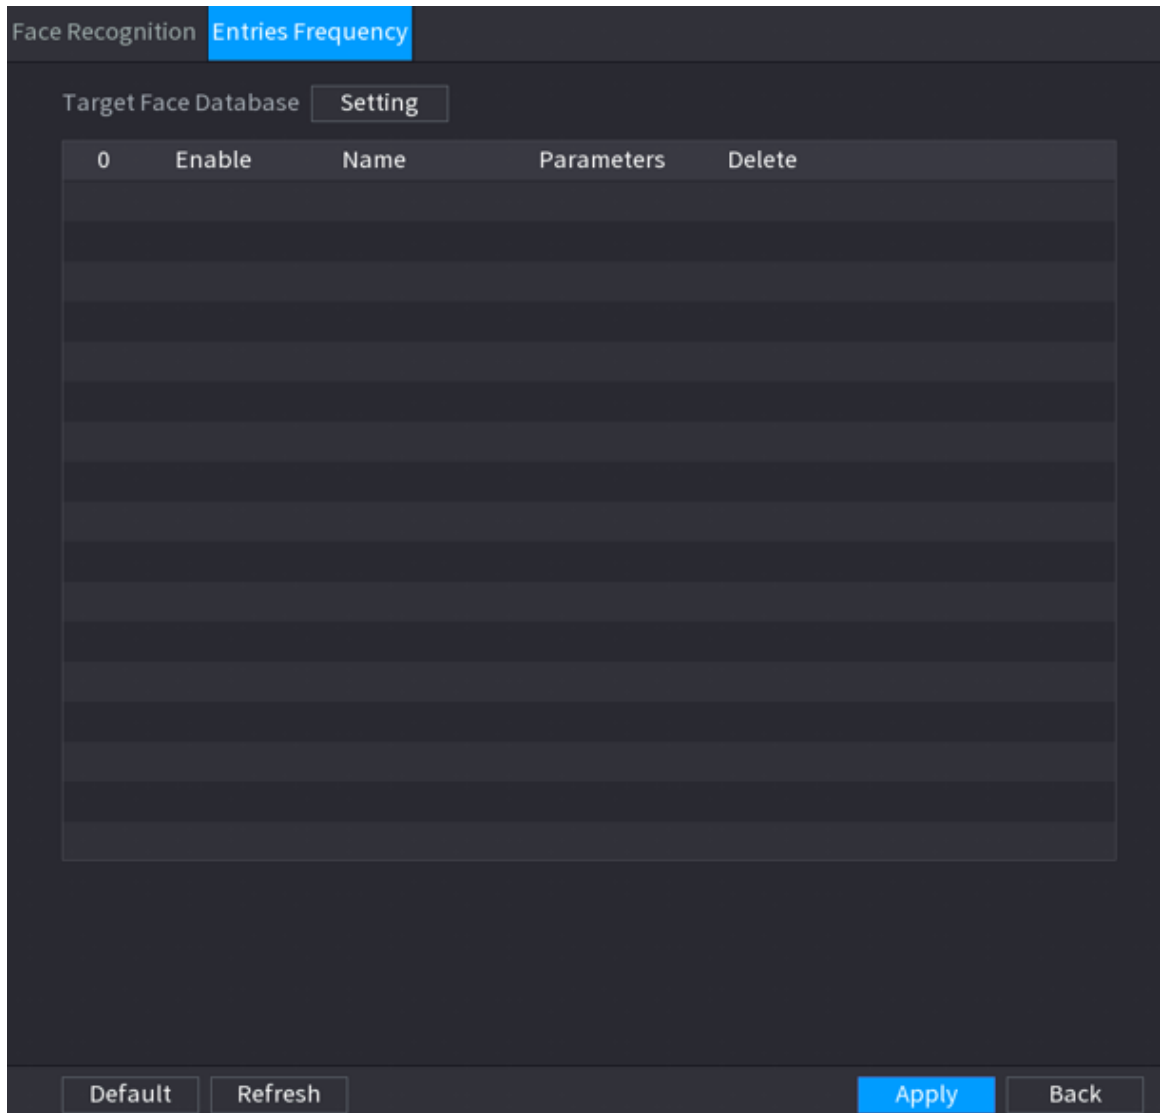 Face Recognition Entries Frequency
Target Face Database Setting
0 Enable Name Parameters Delete
Default Refresh Apply Back